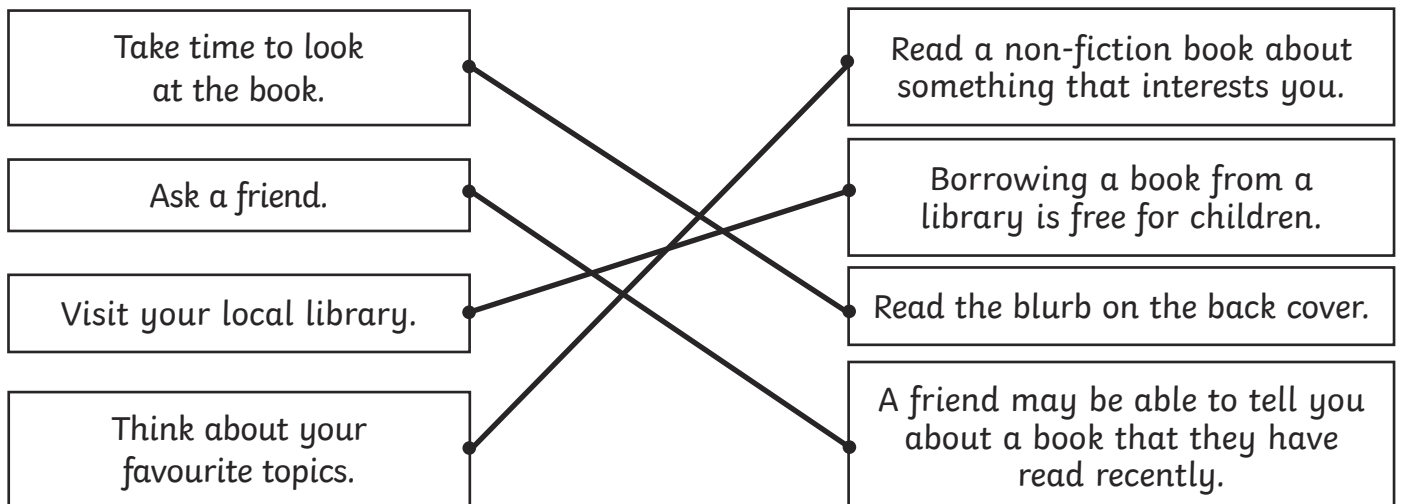 Take time to look
at the book.
Ask a friend.
Visit your local library.
Think about your
favourite topics.
Read a non-fiction book about
something that interests you.
Borrowing a book from a
library is free for children.
Read the blurb on the back cover.
A friend may be able to tell you
about a book that they have
read recently.